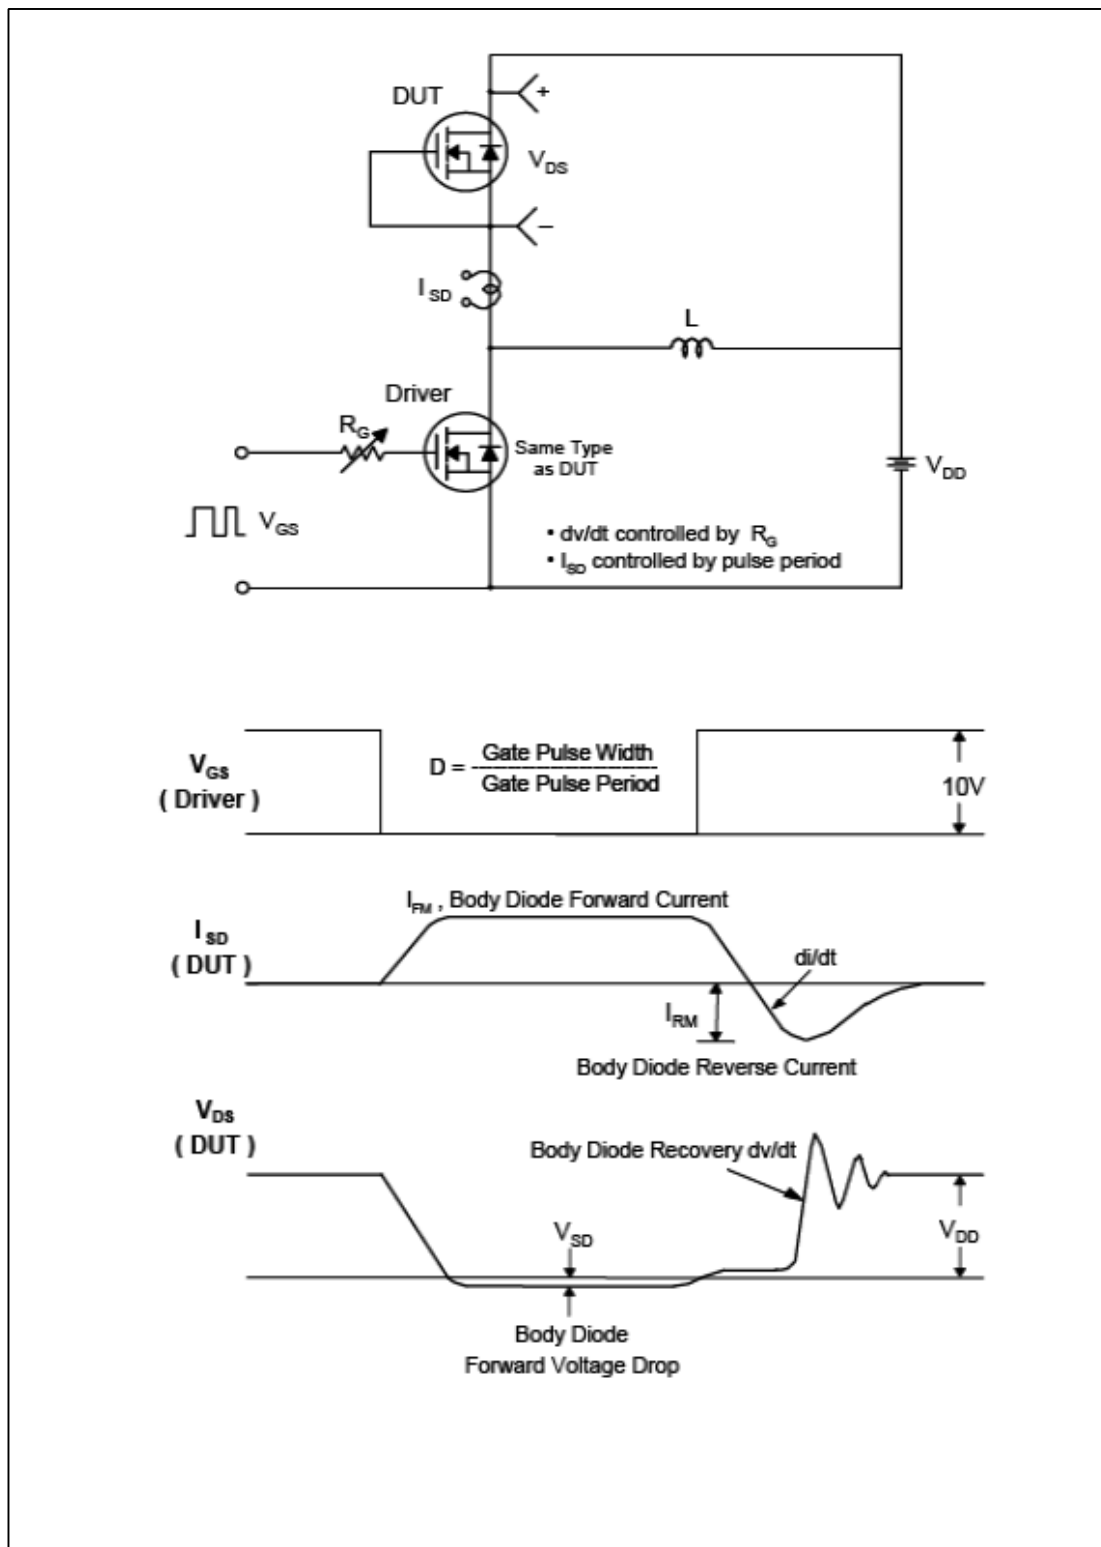 DUT
+
VDS
–
I SD
L
Driver
RG
Same Type
as DUT
VDD
VGS
• dv/dt controlled by RG
• ISD controlled by pulse period
VGS
( Driver )
D = Gate Pulse Width
Gate Pulse Period
10V
IFM , Body Diode Forward Current
I SD
( DUT )
di/dt
IRM
Body Diode Reverse Current
VDS
( DUT )
Body Diode Recovery dv/dt
VSD
VDD
Body Diode
Forward Voltage Drop